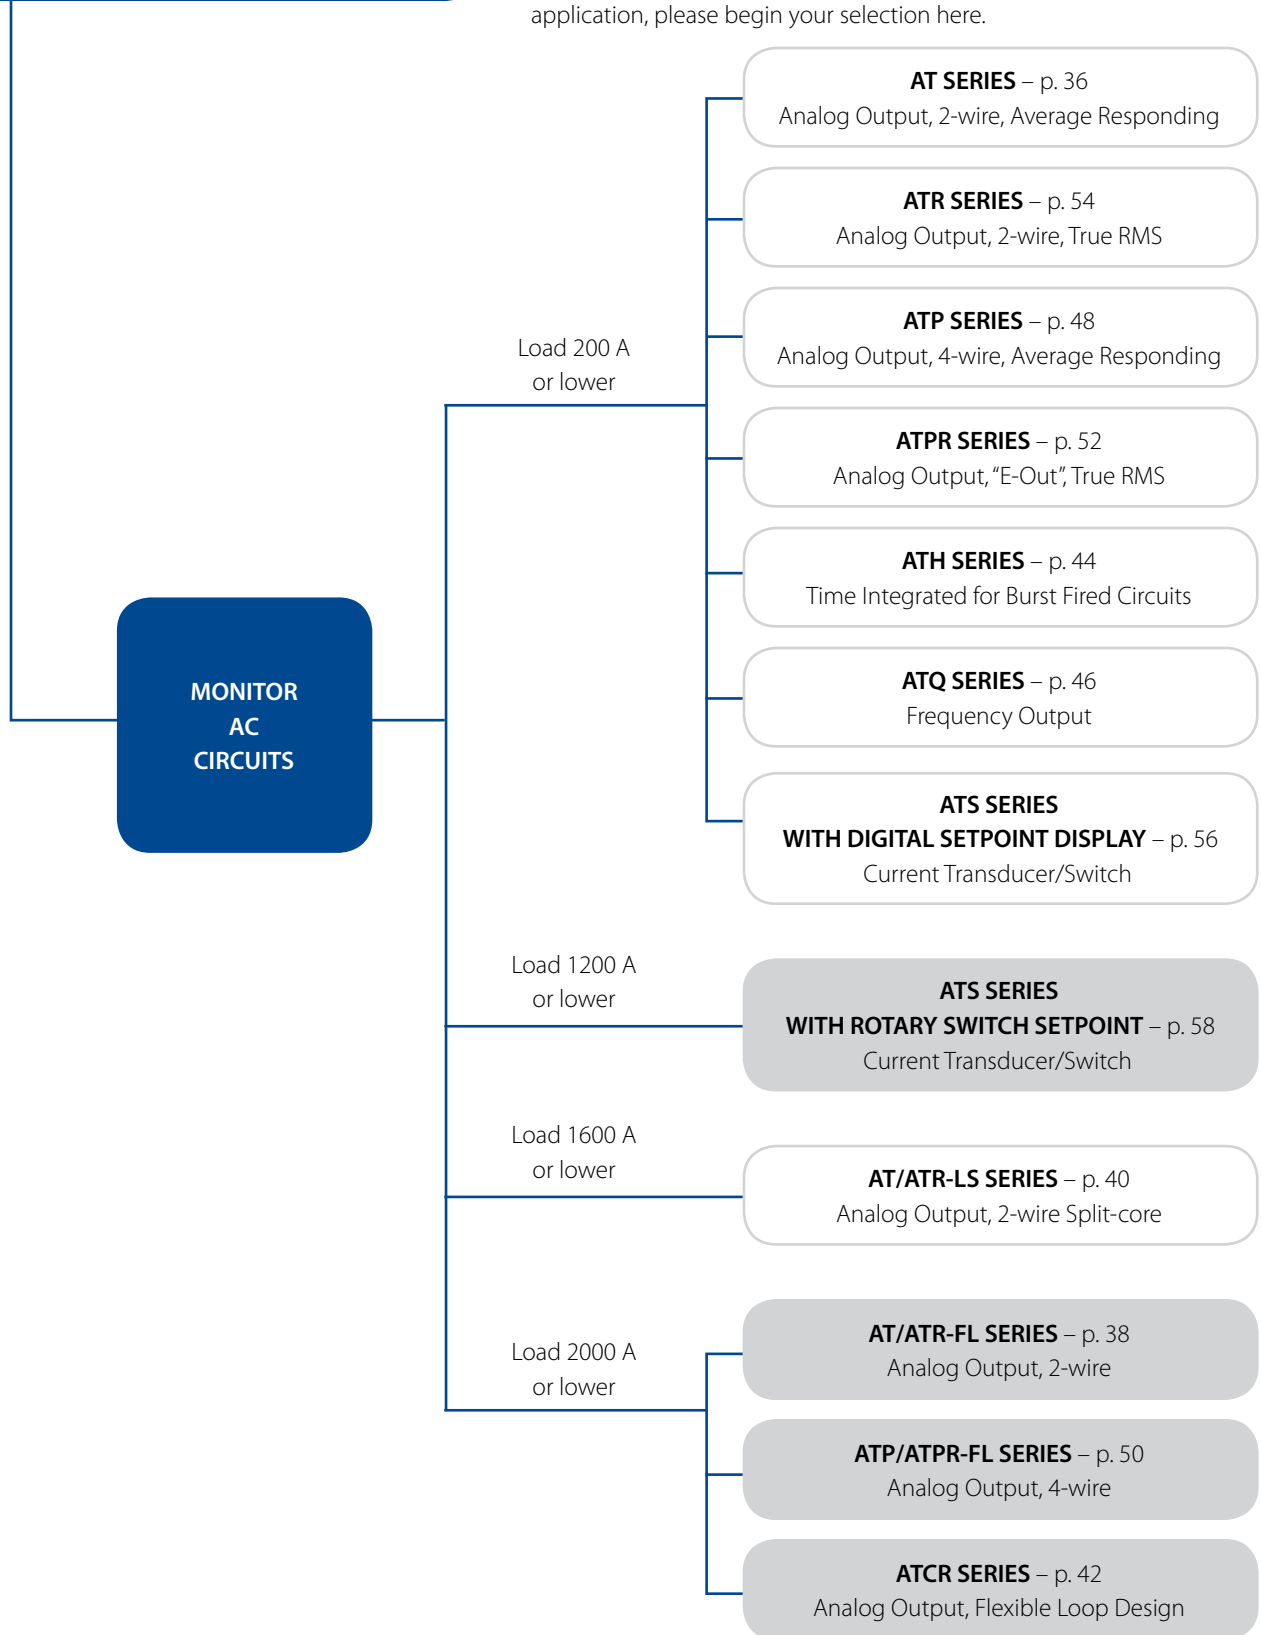 application, please begin your selection here.
AT SERIES – p. 36
Analog Output, 2-wire, Average Responding
ATR SERIES – p. 54
Analog Output, 2-wire, True RMS
ATP SERIES – p. 48
Analog Output, 4-wire, Average Responding
Load 200 A
or lower
ATPR SERIES – p. 52
Analog Output, “E-Out”, True RMS
ATH SERIES – p. 44
Time Integrated for Burst Fired Circuits
ATQ SERIES – p. 46
Frequency Output
MONITOR
AC
CIRCUITS
ATS SERIES
WITH DIGITAL SETPOINT DISPLAY – p. 56
Current Transducer/Switch
Load 1200 A
or lower
ATS SERIES
WITH ROTARY SWITCH SETPOINT – p. 58
Current Transducer/Switch
Load 1600 A
or lower
AT/ATR-LS SERIES – p. 40
Analog Output, 2-wire Split-core
Load 2000 A
or lower
AT/ATR-FL SERIES – p. 38
Analog Output, 2-wire
ATP/ATPR-FL SERIES – p. 50
Analog Output, 4-wire
ATCR SERIES – p. 42
Analog Output, Flexible Loop Design